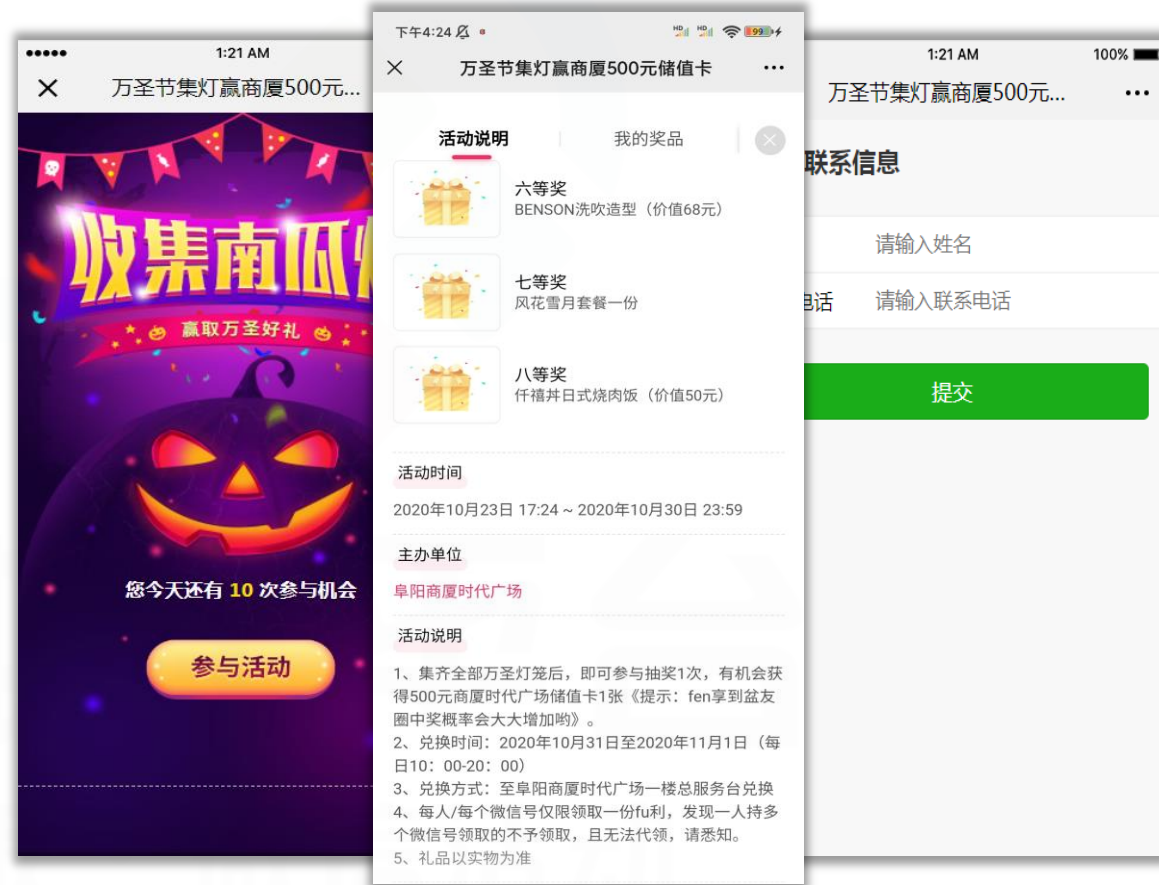 1:21 AM
万圣节集灯赢商厦500元...
收集南瓜
赢取万圣好礼
您今天还有 10 次参与机会
参与活动
下午4:24
HD HD 99
万圣节集灯赢商厦500元储值卡
活动说明 我的奖品
六等奖
BENSON洗吹造型（价值68元）
七等奖
风花雪月套餐一份
八等奖
仟禧丼日式烧肉饭（价值50元）
活动时间
2020年10月23日 17:24 ~ 2020年10月30日 23:59
主办单位
阜阳商厦时代广场
活动说明
1、集齐全部万圣灯笼后，即可参与抽奖1次，有机会获
得500元商厦时代广场储值卡1张《提示：fen享到盆友
圈中奖概率会大大增加哟》。
2、兑换时间：2020年10月31日至2020年11月1日（每
日10：00-20：00）
3、兑换方式：至阜阳商厦时代广场一楼总服务台兑换
4、每人/每个微信号仅限领取一份fu利，发现一人持多
个微信号领取的不予领取，且无法代领，请悉知。
5、礼品以实物为准
1:21 AM 100%
万圣节集灯赢商厦500元...
联系信息
请输入姓名
电话 请输入联系电话
提交